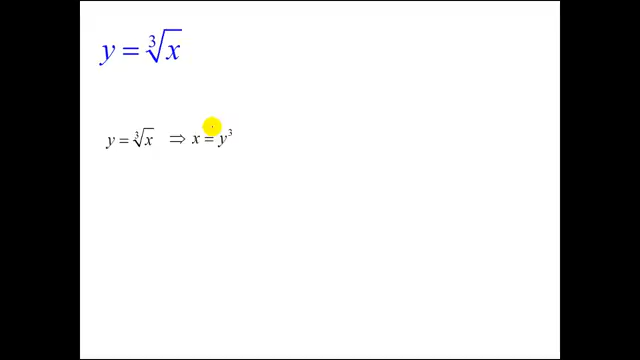 y = ∛x
y = ∛x ⇒ x = y³